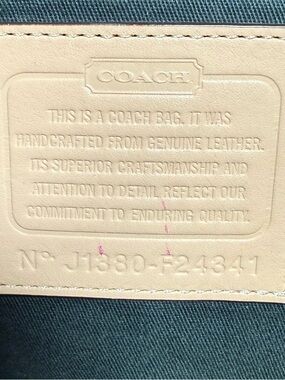 COACH
THIS IS A COACH BAG. IT WAS
HANDCRAFTED FROM GENUINE LEATHER.
ITS SUPERIOR CRAFTSMANSHIP AND
ATTENTION TO DETAIL REFLECT OUR
COMMITMENT TO ENDURING QUALITY.
Nº J1380-F24341